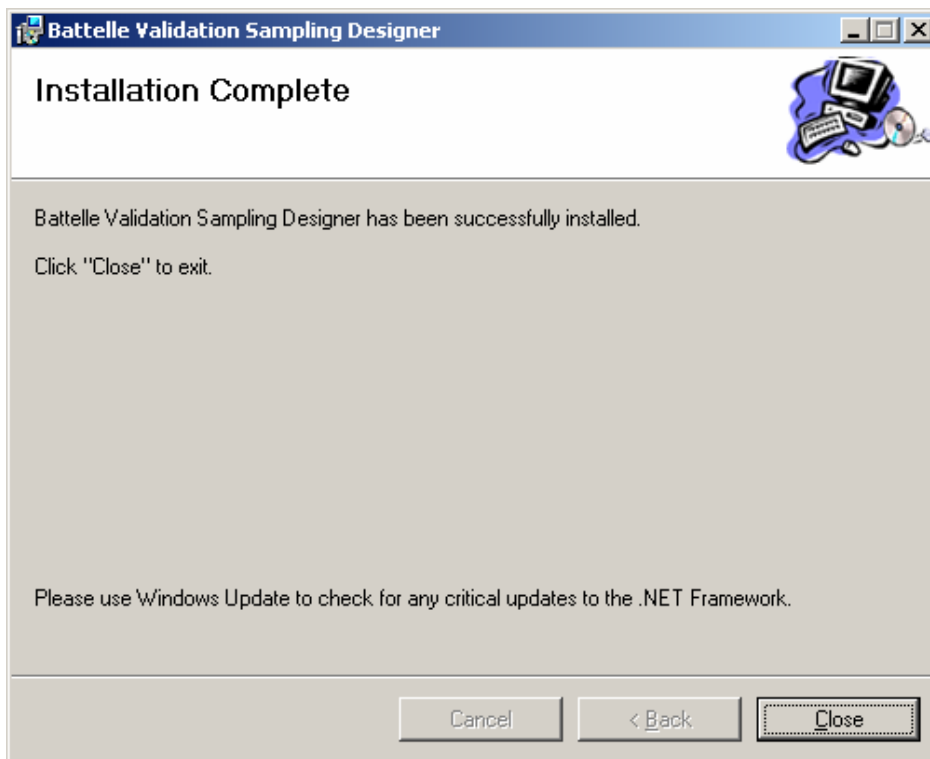 Battelle Validation Sampling Designer
Installation Complete
Battelle Validation Sampling Designer has been successfully installed.
Click "Close" to exit.
Please use Windows Update to check for any critical updates to the .NET Framework.
Cancel
< Back
Close